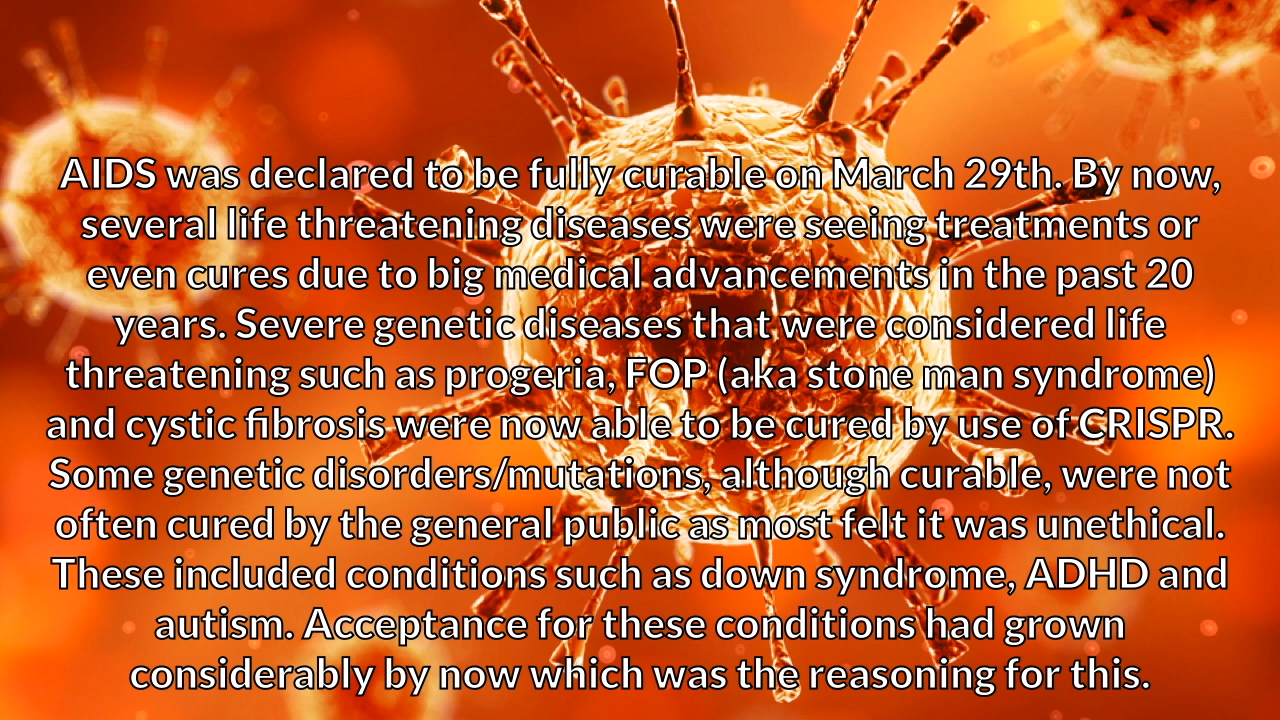 AIDS was declared to be fully curable on March 29th. By now,
several life threatening diseases were seeing treatments or
even cures due to big medical advancements in the past 20
years. Severe genetic diseases that were considered life
threatening such as progeria, FOP (aka stone man syndrome)
and cystic fibrosis were now able to be cured by use of CRISPR.
Some genetic disorders/mutations, although curable, were not
often cured by the general public as most felt it was unethical.
These included conditions such as down syndrome, ADHD and
autism. Acceptance for these conditions had grown
considerably by now which was the reasoning for this.